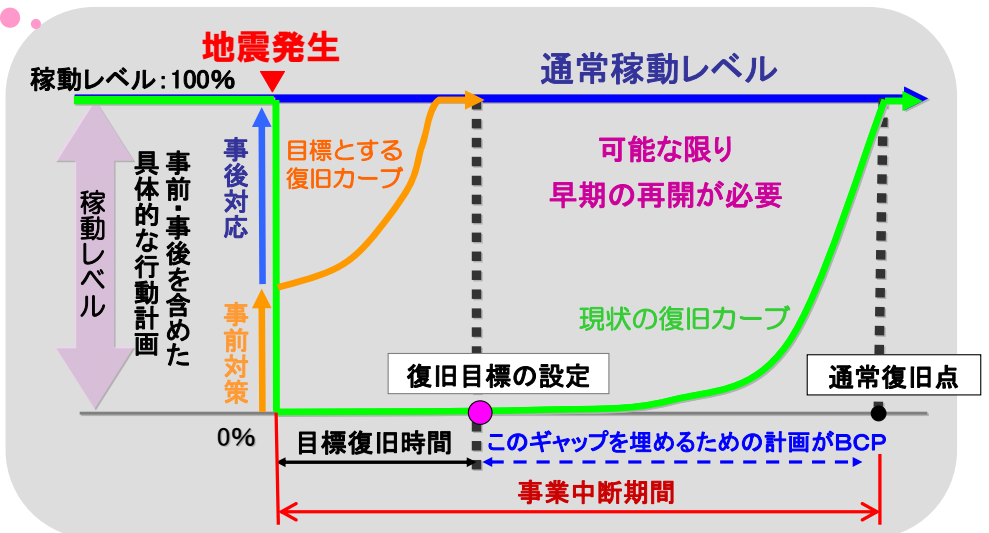 地震発生
稼動レベル:100%
通常稼動レベル
目標とする
復旧カーブ
可能な限り
早期の再開が必要
稼動レベル
事前・事後を含めた
具体的な行動計画
事後対応
事前対策
現状の復旧カーブ
復旧目標の設定
通常復旧点
0%
目標復旧時間
このギャップを埋めるための計画がBCP
事業中断期間